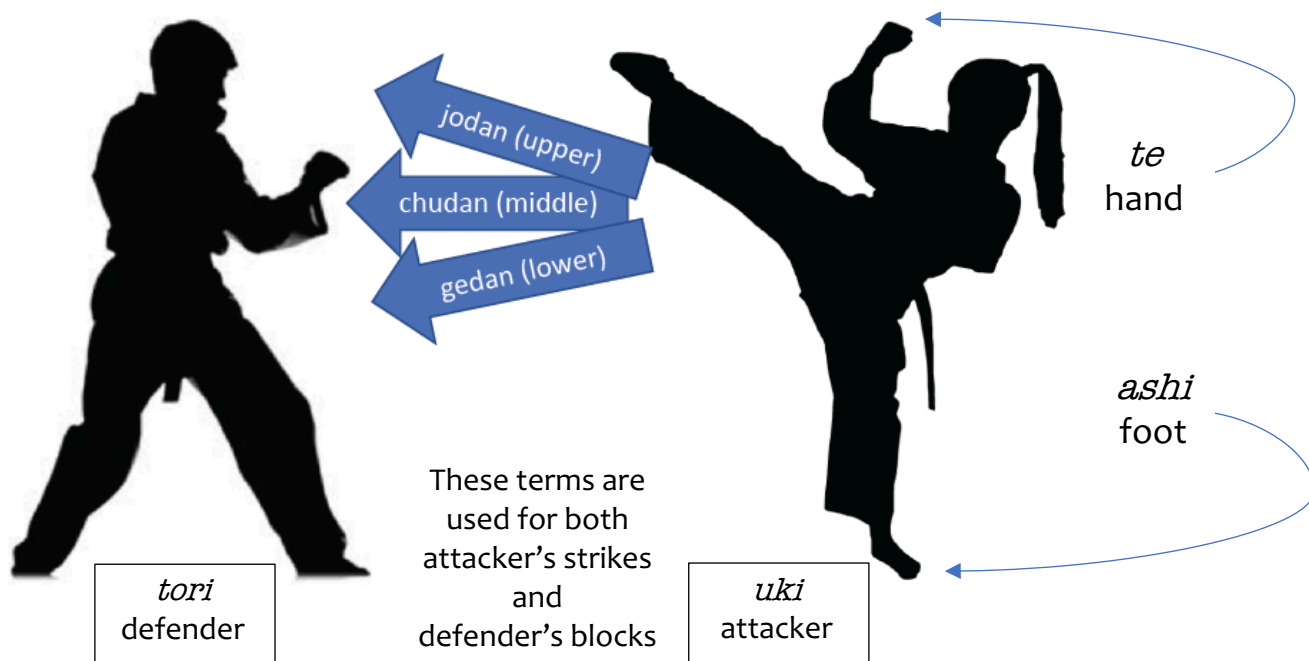 jodan (upper)
chudan (middle)
gedan (lower)
te
hand
ashi
foot
These terms are
used for both
attacker’s strikes
and
defender’s blocks
tori
defender
uki
attacker